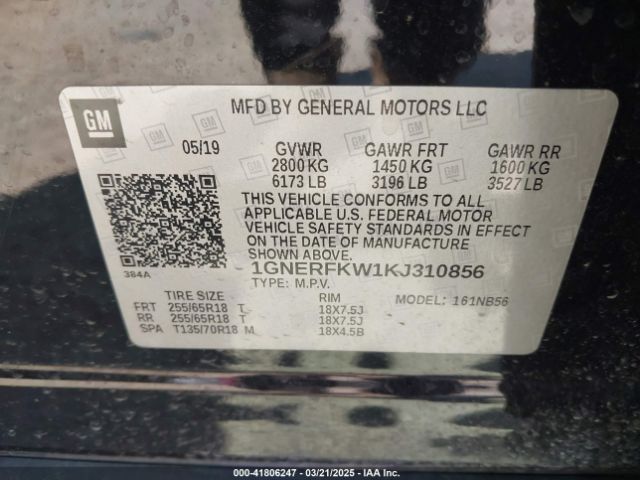 GM
MFD BY GENERAL MOTORS LLC
05/19 GVWR GAWR FRT GAWR RR
2800 KG 1450 KG 1600 KG
6173 LB 3196 LB 3527 LB
THIS VEHICLE CONFORMS TO ALL
APPLICABLE U.S. FEDERAL MOTOR
VEHICLE SAFETY STANDARDS IN EFFECT
ON THE DATE OF MANUFACTURE
SHOWN ABOVE.
384A
1GNERFKW1KJ310856
TYPE: M.P.V. MODEL: 161NB56
TIRE SIZE RIM
FRT 255/65R18 T 18X7.5J
RR 255/65R18 T 18X7.5J
SPA T135/70R18 M 18X4.5B
000-41806247 - 03/21/2025 - IAA Inc.